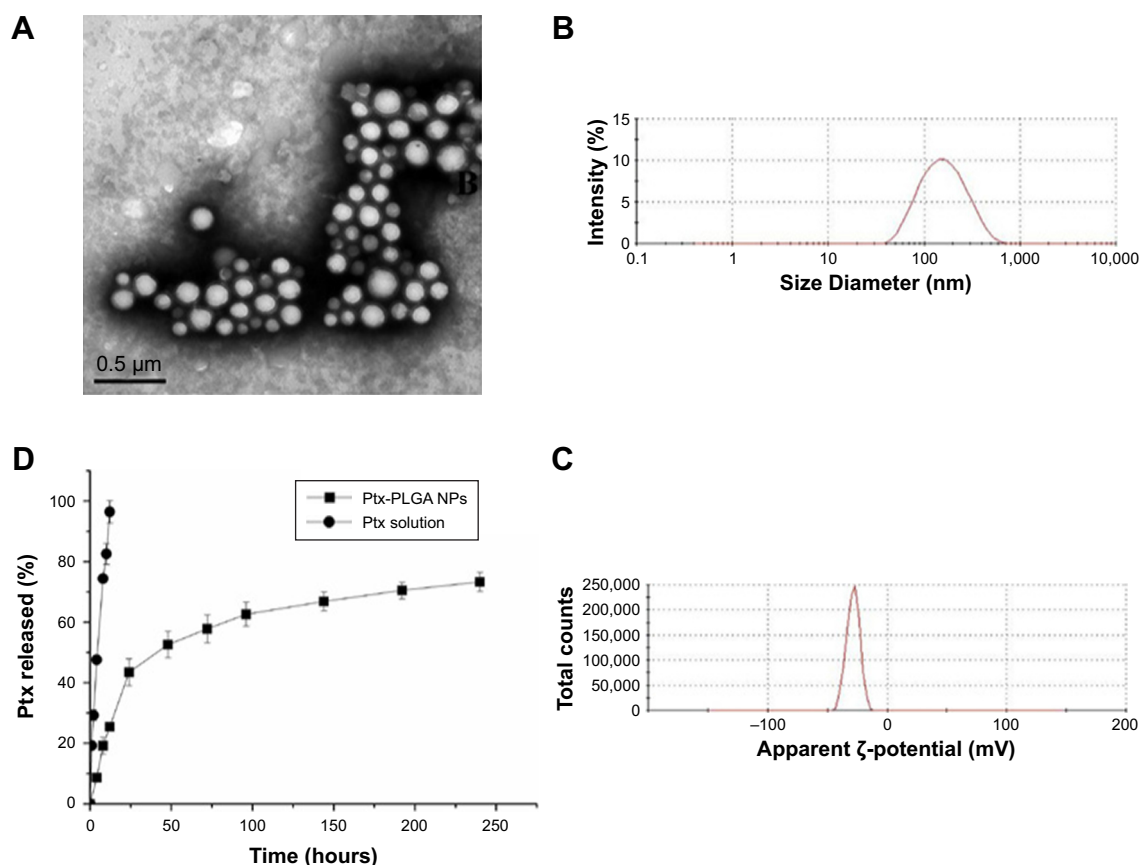 A
B
0.5 µm
B
Intensity (%)
15
10
5
0
0.1
1
10
100
1,000
10,000
Size Diameter (nm)
D
Ptx released (%)
100
80
60
40
20
0
Ptx-PLGA NPs
Ptx solution
0
50
100
150
200
250
Time (hours)
C
Total counts
250,000
200,000
150,000
100,000
50,000
0
–100
0
100
200
Apparent ζ-potential (mV)